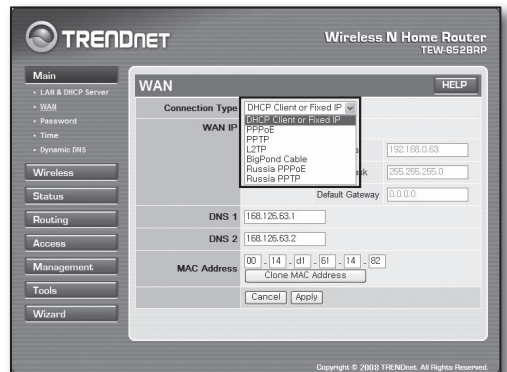 TRENDNET
Wireless N Home Router
TEW-652BRP
Main
• LAN & DHCP Server
• WAN
• Password
• Time
• Dynamic DNS
Wireless
Status
Routing
Access
Management
Tools
Wizard
WAN
HELP
Connection Type DHCP Client or Fixed IP
DHCP Client or Fixed IP
PPPoE
PPTP
L2TP
BigPond Cable
Russia PPPoE
Russia PPTP
WAN IP
192.168.0.63
255.255.255.0
Default Gateway 0.0.0.0
DNS 1 168.126.63.1
DNS 2 168.126.63.2
MAC Address 00 - 14 - d1 - 61 - 14 - 82
Clone MAC Address
Cancel Apply
Copyright © 2008 TRENDnet. All Rights Reserved.